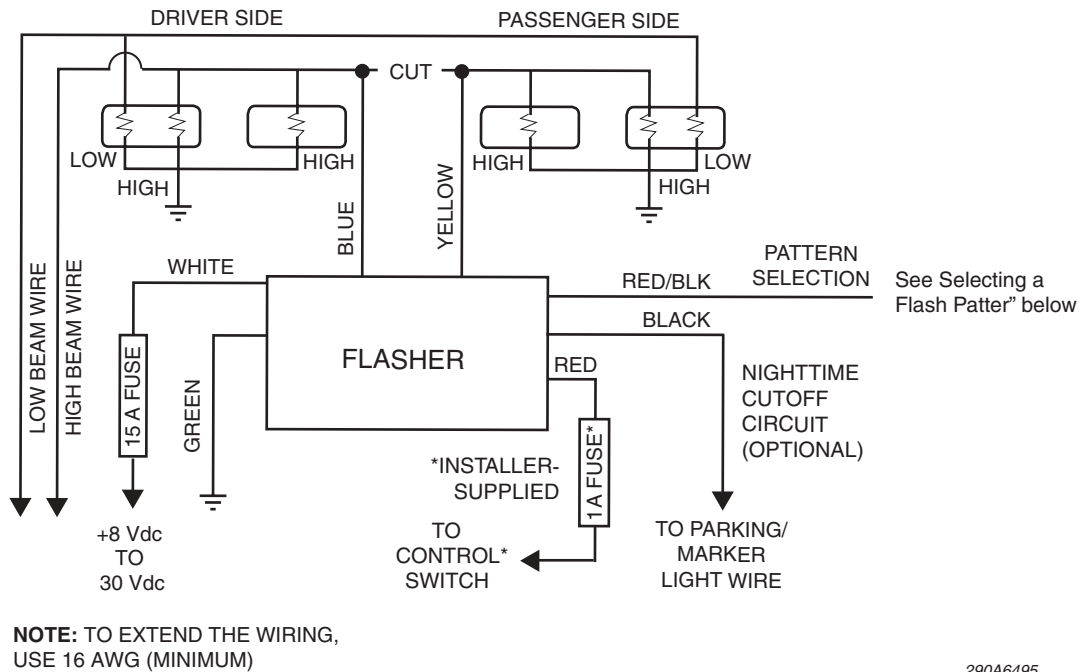 DRIVER SIDE
PASSENGER SIDE
CUT
LOW
HIGH
HIGH
HIGH
LOW
HIGH
LOW BEAM WIRE
HIGH BEAM WIRE
BLUE
YELLOW
WHITE
15 A FUSE
GREEN
FLASHER
RED/BLK
PATTERN
SELECTION
See Selecting a
Flash Patter” below
BLACK
RED
NIGHTTIME
CUTOFF
CIRCUIT
(OPTIONAL)
1A FUSE*
*INSTALLER-
SUPPLIED
+8 Vdc
TO
30 Vdc
TO
CONTROL*
SWITCH
TO PARKING/
MARKER
LIGHT WIRE
NOTE: TO EXTEND THE WIRING,
USE 16 AWG (MINIMUM)
290A6495